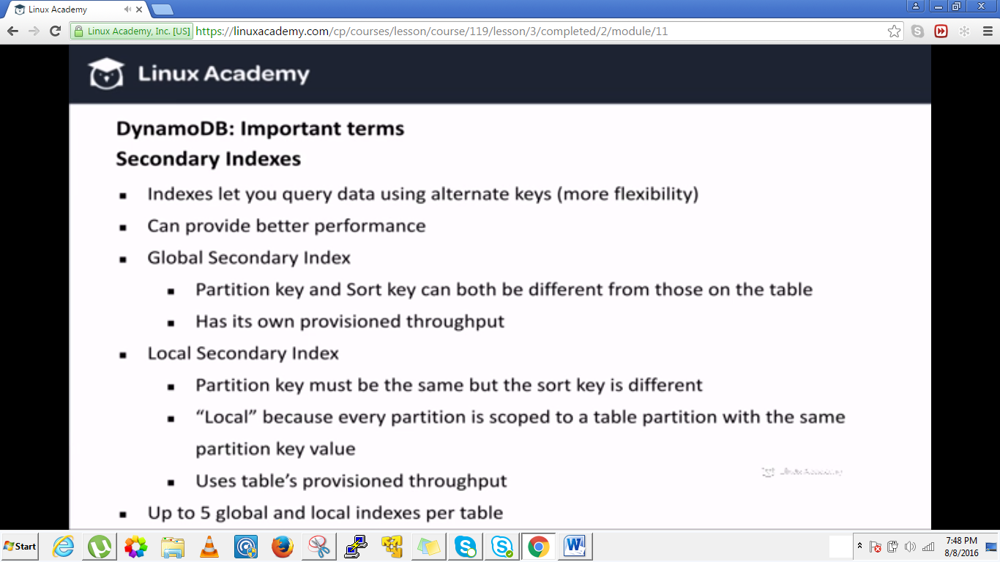 Linux Academy
Linux Academy, Inc. [US] https://linuxacademy.com/cp/courses/lesson/course/119/lesson/3/completed/2/module/11
Linux Academy
DynamoDB: Important terms
Secondary Indexes
Indexes let you query data using alternate keys (more flexibility)
Can provide better performance
Global Secondary Index
Partition key and Sort key can both be different from those on the table
Has its own provisioned throughput
Local Secondary Index
Partition key must be the same but the sort key is different
“Local” because every partition is scoped to a table partition with the same
partition key value
Uses table’s provisioned throughput
Linux Academy
Up to 5 global and local indexes per table
Start
7:48 PM
8/8/2016